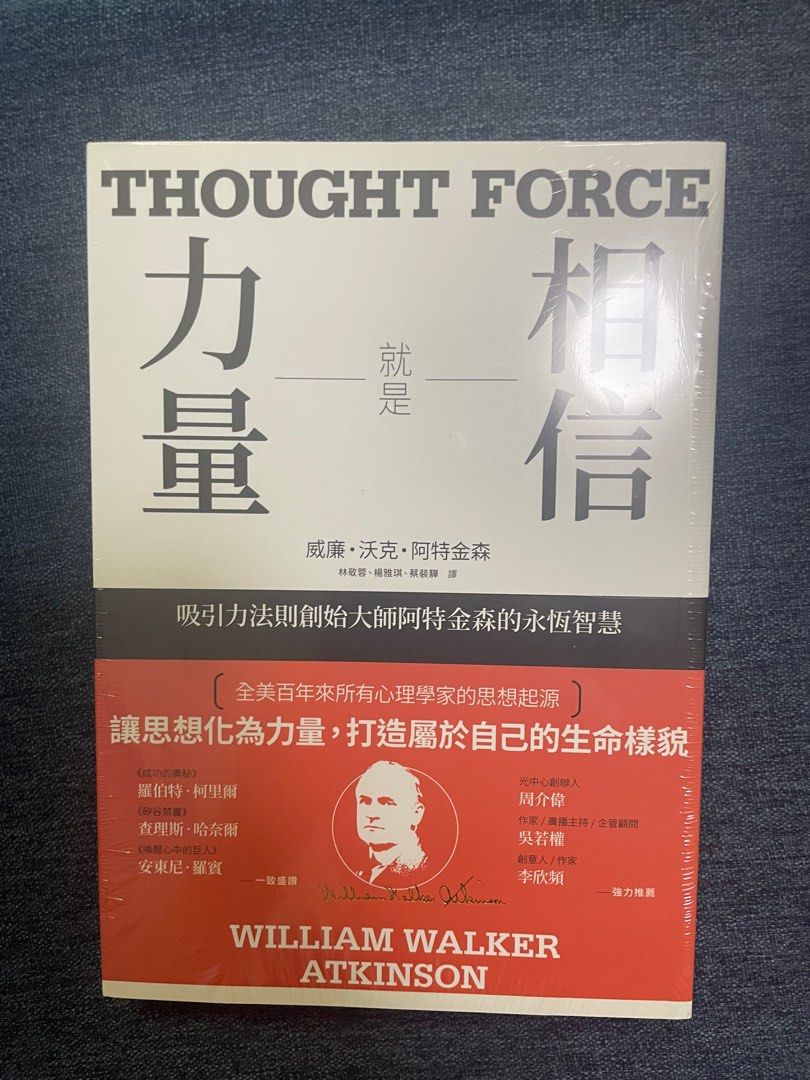 THOUGHT FORCE
相信
就是
力量
威廉・沃克・阿特金森
林敬蓉、楊雅琪、蔡裴驊 譯
吸引力法則創始大師阿特金森的永恆智慧
〔全美百年來所有心理學家的思想起源〕
讓思想化為力量，打造屬於自己的生命樣貌
《成功的奧秘》
羅伯特・柯里爾
《矽谷禁書》
查理斯・哈奈爾
《喚醒心中的巨人》
安東尼・羅賓
——一致盛讚
光中心創辦人
周介偉
作家／廣播主持／企管顧問
吳若權
創意人／作家
李欣頻
——強力推薦
William Walker Atkinson
WILLIAM WALKER
ATKINSON